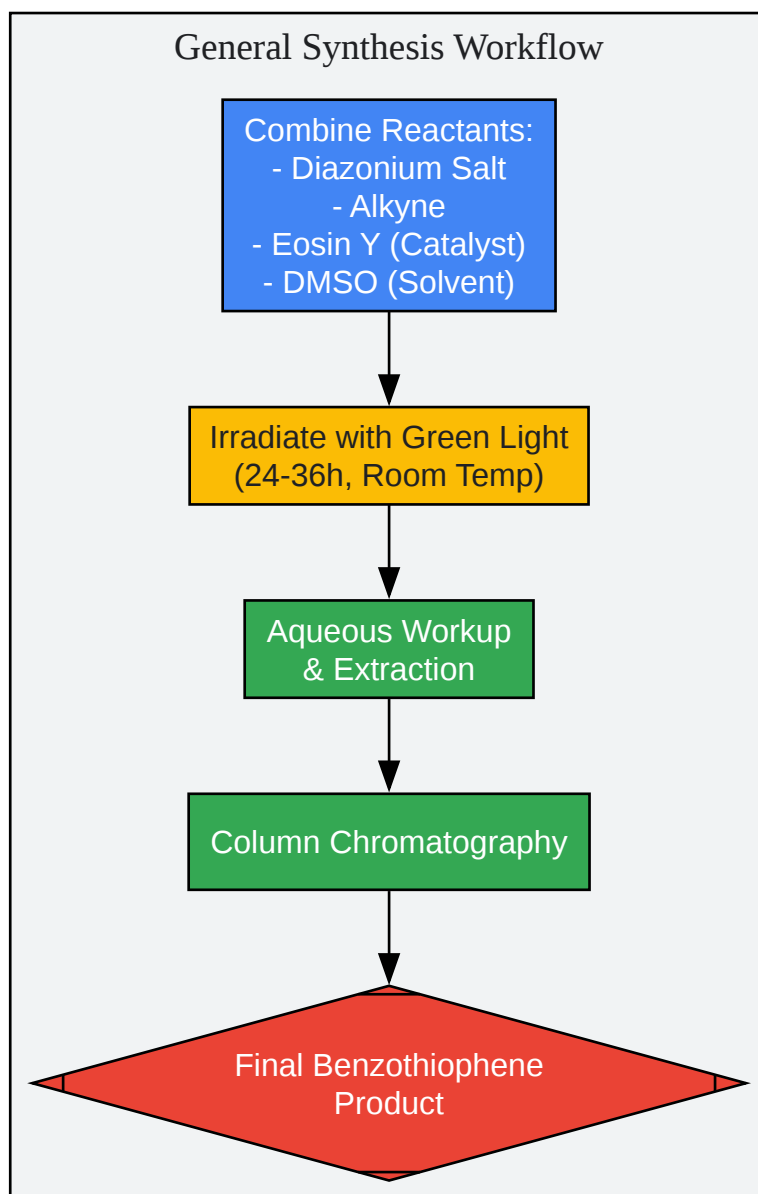 General Synthesis Workflow
Combine Reactants:
- Diazonium Salt
- Alkyne
- Eosin Y (Catalyst)
- DMSO (Solvent)
Irradiate with Green Light
(24-36h, Room Temp)
Aqueous Workup
& Extraction
Column Chromatography
Final Benzothiophene
Product